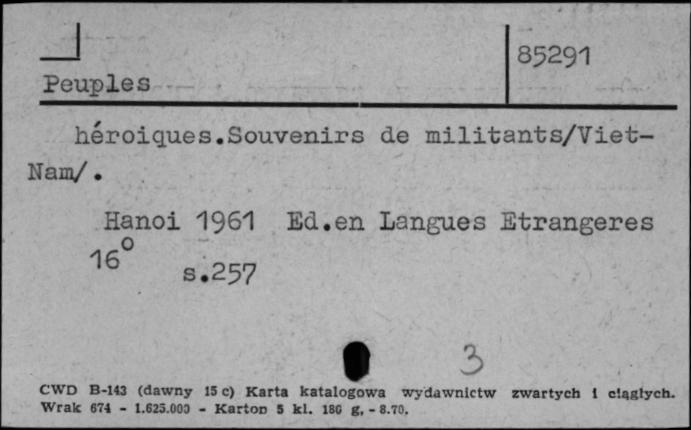 85291
Peuples
héroiques.Souvenirs de militants/Viet-
Nam/.
Hanoi 1961 Ed.en Langues Etrangeres
16°
s.257
3
CWD B-143 (dawny 15 c) Karta katalogowa wydawnictw zwartych i ciągłych.
Wrak 674 - 1.625.000 - Karton 5 kl. 180 g. - 8.70.